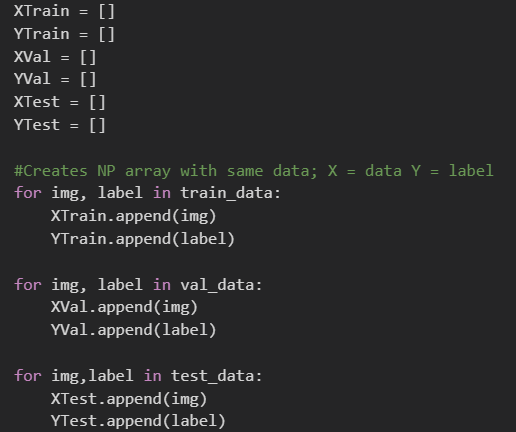 XTrain = []
YTrain = []
XVal = []
YVal = []
XTest = []
YTest = []

#Creates NP array with same data; X = data Y = label
for img, label in train_data:
    XTrain.append(img)
    YTrain.append(label)

for img, label in val_data:
    XVal.append(img)
    YVal.append(label)

for img,label in test_data:
    XTest.append(img)
    YTest.append(label)